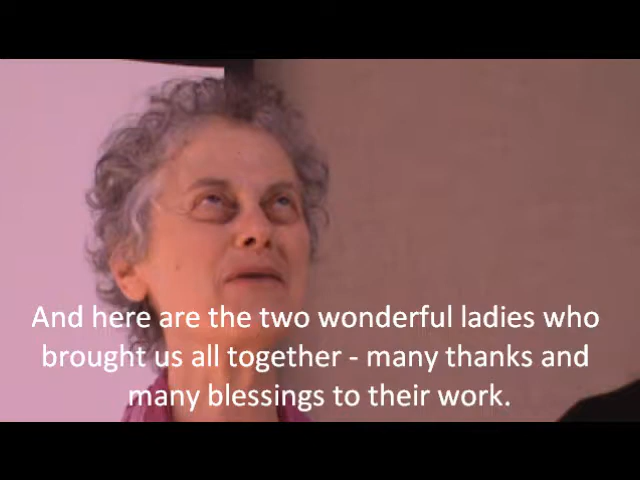 And here are the two wonderful ladies who
brought us all together - many thanks and
many blessings to their work.